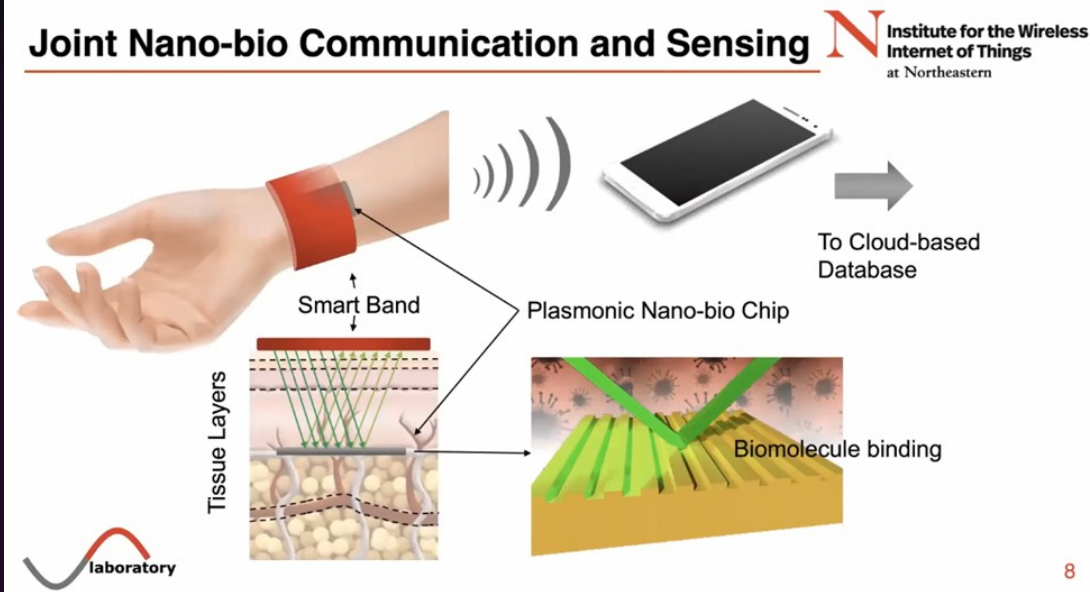 Joint Nano-bio Communication and Sensing
N
Institute for the Wireless
Internet of Things
at Northeastern
To Cloud-based
Database
Smart Band
Plasmonic Nano-bio Chip
Tissue Layers
Biomolecule binding
laboratory
8